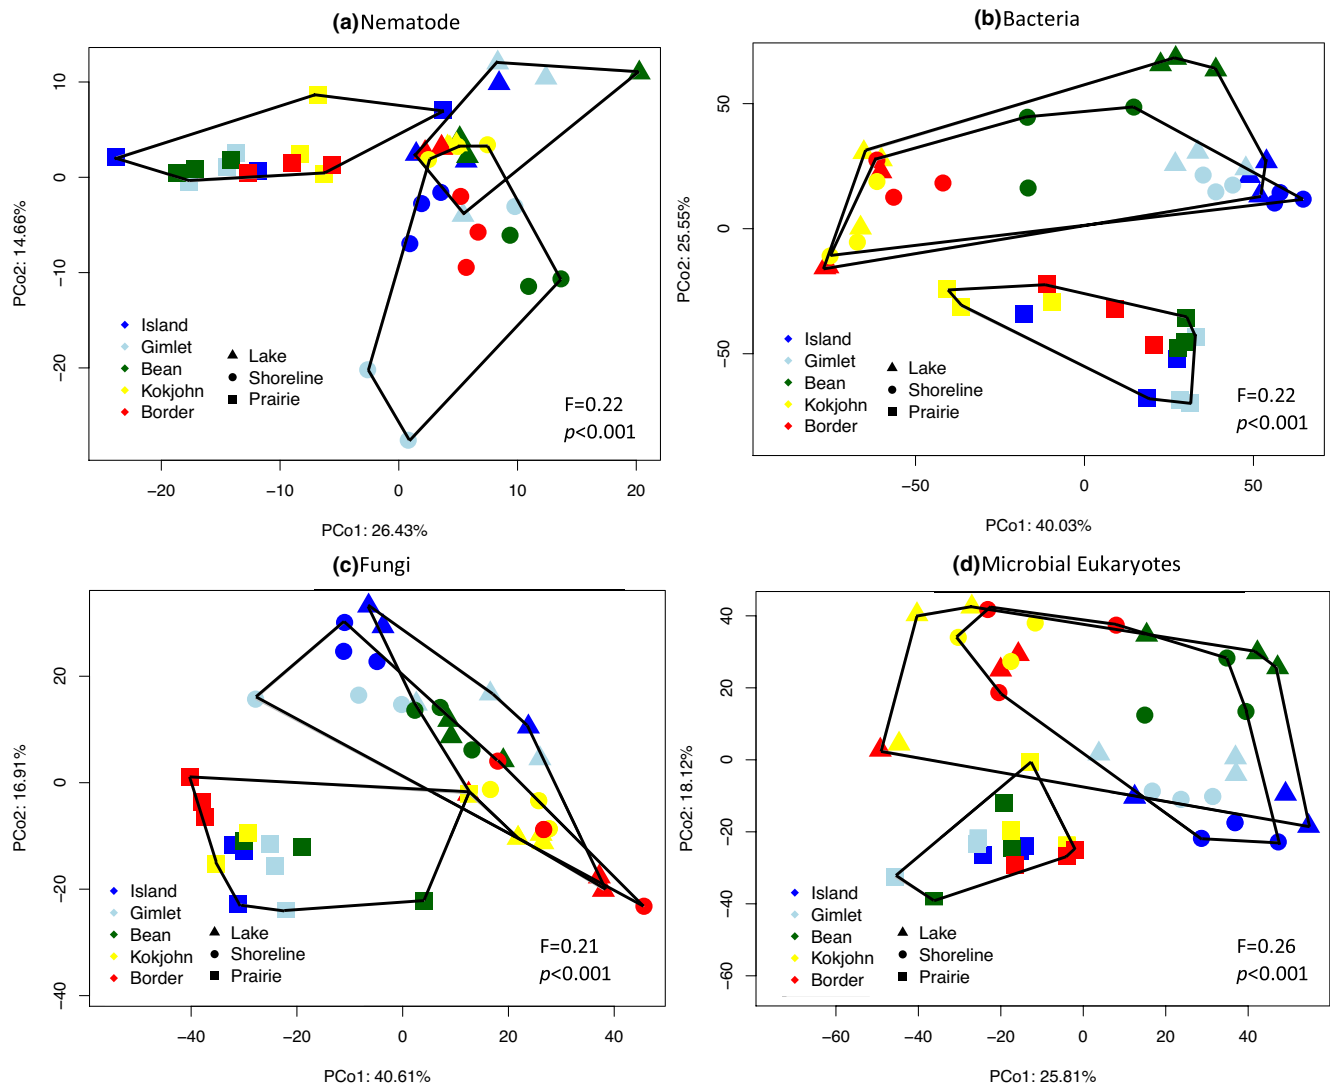 (a)Nematode
10
0
−10
−20
PCo2: 14.66%
Island
Gimlet
Bean
Kokjohn
Border
Lake
Shoreline
Prairie
F=0.22
p<0.001
−20
−10
0
10
20
PCo1: 26.43%
(b)Bacteria
50
0
−50
PCo2: 25.55%
Island
Gimlet
Bean
Kokjohn
Border
Lake
Shoreline
Prairie
F=0.22
p<0.001
−50
0
50
PCo1: 40.03%
(c)Fungi
20
0
−20
−40
PCo2: 16.91%
Island
Gimlet
Bean
Kokjohn
Border
Lake
Shoreline
Prairie
F=0.21
p<0.001
−40
−20
0
20
40
PCo1: 40.61%
(d)Microbial Eukaryotes
40
20
0
−20
−40
−60
PCo2: 18.12%
Island
Gimlet
Bean
Kokjohn
Border
Lake
Shoreline
Prairie
F=0.26
p<0.001
−60
−40
−20
0
20
40
PCo1: 25.81%